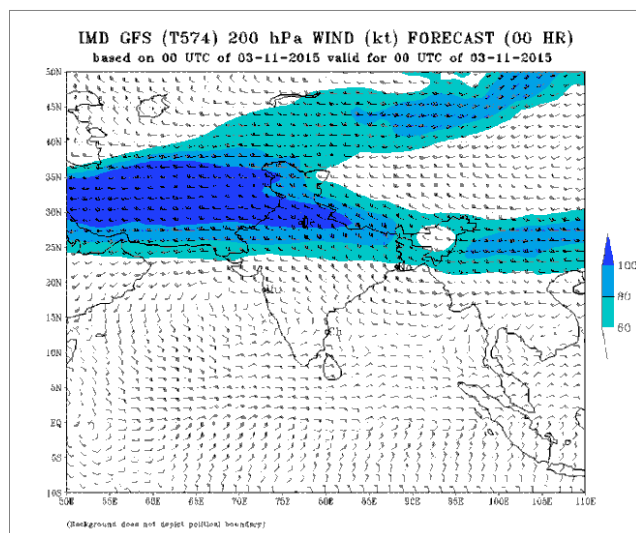 IMD GFS (T574) 200 hPa WIND (kt) FORECAST (00 HR)
based on 00 UTC of 03-11-2015 valid for 00 UTC of 03-11-2015
50N
45N
40N
35N
30N
25N
20N
15N
10N
5N
EQ
5S
10S
50E 55E 60E 65E 70E 75E 80E 85E 90E 95E 100E 105E 110E
100
80
60
(Background does not depict political boundary)